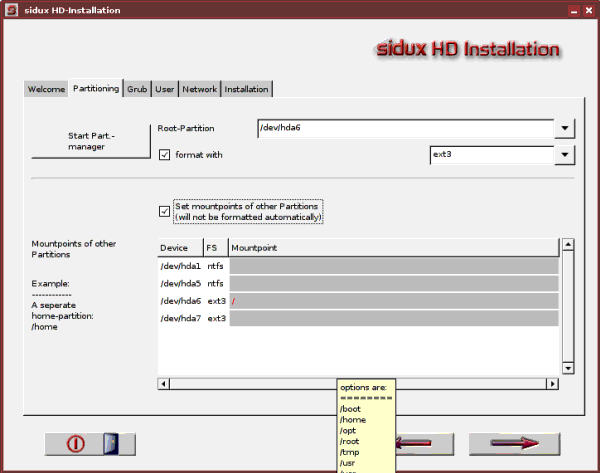 sidux HD-Installation
sidux HD Installation
Welcome Partitioning Grub User Network Installation
Start Part.-
manager
Root-Partition /dev/hda6
format with ext3
Set mountpoints of other Partitions
(will not be formatted automatically)
Mountpoints of other
Partitions
Example:
------------
A seperate
home-partition:
/home
Device FS Mountpoint
/dev/hda1 ntfs
/dev/hda5 ntfs
/dev/hda6 ext3 /
/dev/hda7 ext3
options are:
========
/boot
/home
/opt
/root
/tmp
/usr